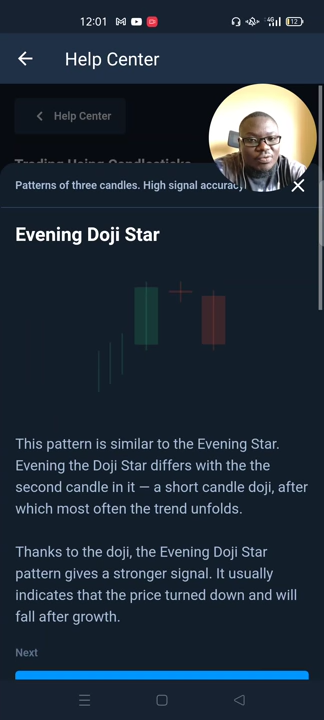 12:01
4G
12
Help Center
Help Center
Trading Using Candlesticks
Patterns of three candles. High signal accuracy.
Evening Doji Star
This pattern is similar to the Evening Star.
Evening the Doji Star differs with the the
second candle in it — a short candle doji, after
which most often the trend unfolds.
Thanks to the doji, the Evening Doji Star
pattern gives a stronger signal. It usually
indicates that the price turned down and will
fall after growth.
Next